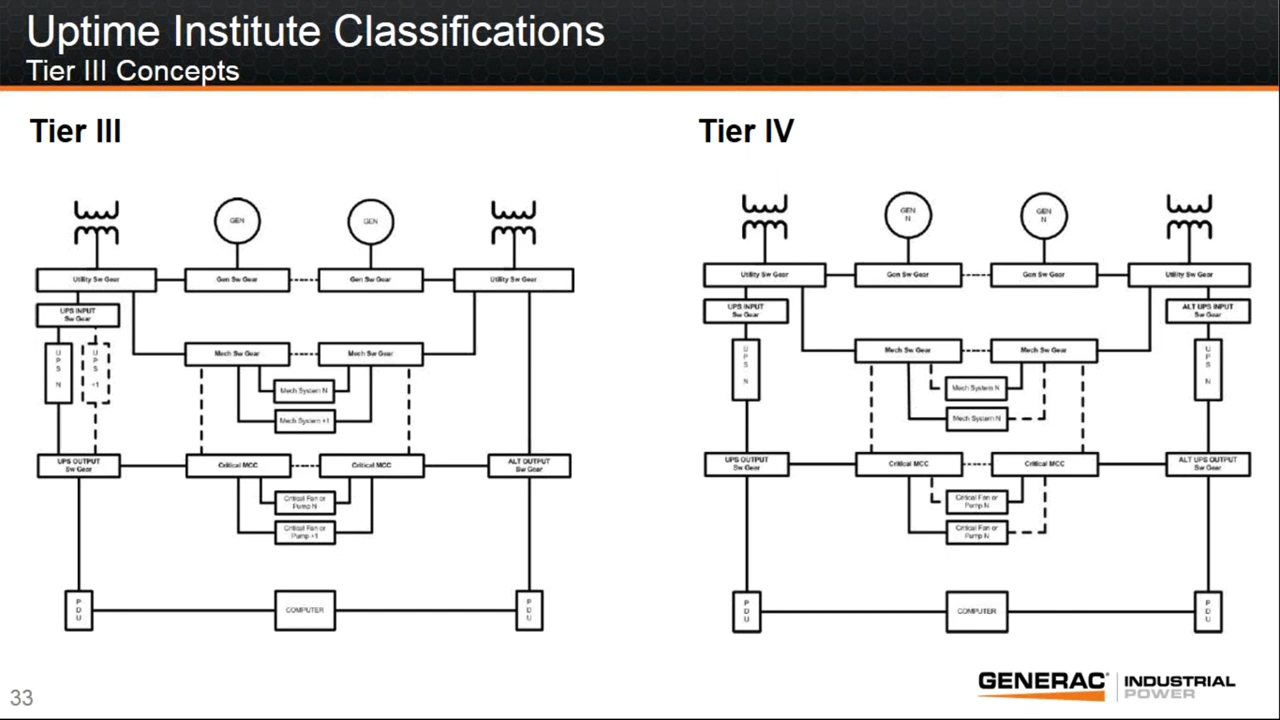 Uptime Institute Classifications
Tier III Concepts
Tier III
GEN
GEN
Utility Sw Gear
Gen Sw Gear
Gen Sw Gear
Utility Sw Gear
UPS INPUT
Sw Gear
UPS N
UPS +1
Mech Sw Gear
Mech Sw Gear
Mech System N
Mech System +1
UPS OUTPUT
Sw Gear
Critical MCC
Critical MCC
ALT OUTPUT
Sw Gear
Critical Fan or
Pump N
Critical Fan or
Pump +1
PDU
COMPUTER
PDU
Tier IV
GEN
N
GEN
N
Utility Sw Gear
Gen Sw Gear
Gen Sw Gear
Utility Sw Gear
UPS INPUT
Sw Gear
ALT UPS INPUT
Sw Gear
UPS N
UPS N
Mech Sw Gear
Mech Sw Gear
Mech System N
Mech System N
UPS OUTPUT
Sw Gear
Critical MCC
Critical MCC
ALT UPS OUTPUT
Sw Gear
Critical Fan or
Pump N
Critical Fan or
Pump N
PDU
COMPUTER
PDU
33
GENERAC INDUSTRIAL
POWER